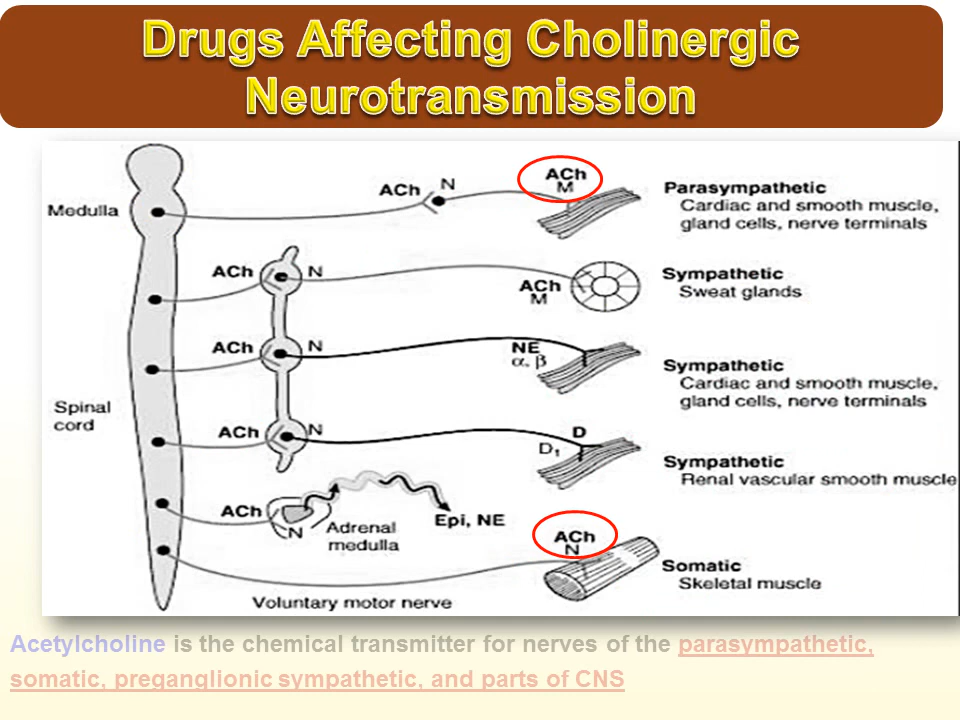 Drugs Affecting Cholinergic
Neurotransmission
Medulla
ACh
N
ACh
M
Parasympathetic
Cardiac and smooth muscle,
gland cells, nerve terminals
ACh
N
ACh
M
Sympathetic
Sweat glands
ACh
N
NE
α, β
Sympathetic
Cardiac and smooth muscle,
gland cells, nerve terminals
Spinal
cord
ACh
N
D
D₁
Sympathetic
Renal vascular smooth muscle
ACh
N
Adrenal
medulla
Epi, NE
ACh
N
Somatic
Skeletal muscle
Voluntary motor nerve
Acetylcholine is the chemical transmitter for nerves of the parasympathetic,
somatic, preganglionic sympathetic, and parts of CNS